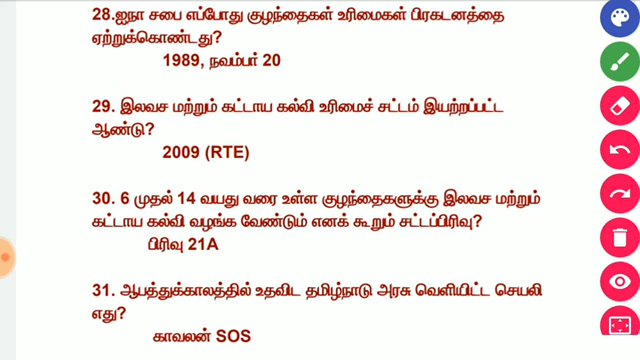 28.ஐநா சபை எப்போது குழந்தைகள் உரிமைகள் பிரகடனத்தை
ஏற்றுக்கொண்டது?
1989, நவம்பர் 20
29. இலவச மற்றும் கட்டாய கல்வி உரிமைச் சட்டம் இயற்றப்பட்ட
ஆண்டு?
2009 (RTE)
30. 6 முதல் 14 வயது வரை உள்ள குழந்தைகளுக்கு இலவச மற்றும்
கட்டாய கல்வி வழங்க வேண்டும் எனக் கூறும் சட்டப்பிரிவு?
பிரிவு 21A
31. ஆபத்துக்காலத்தில் உதவிட தமிழ்நாடு அரசு வெளியிட்ட செயலி
எது?
காவலன் SOS